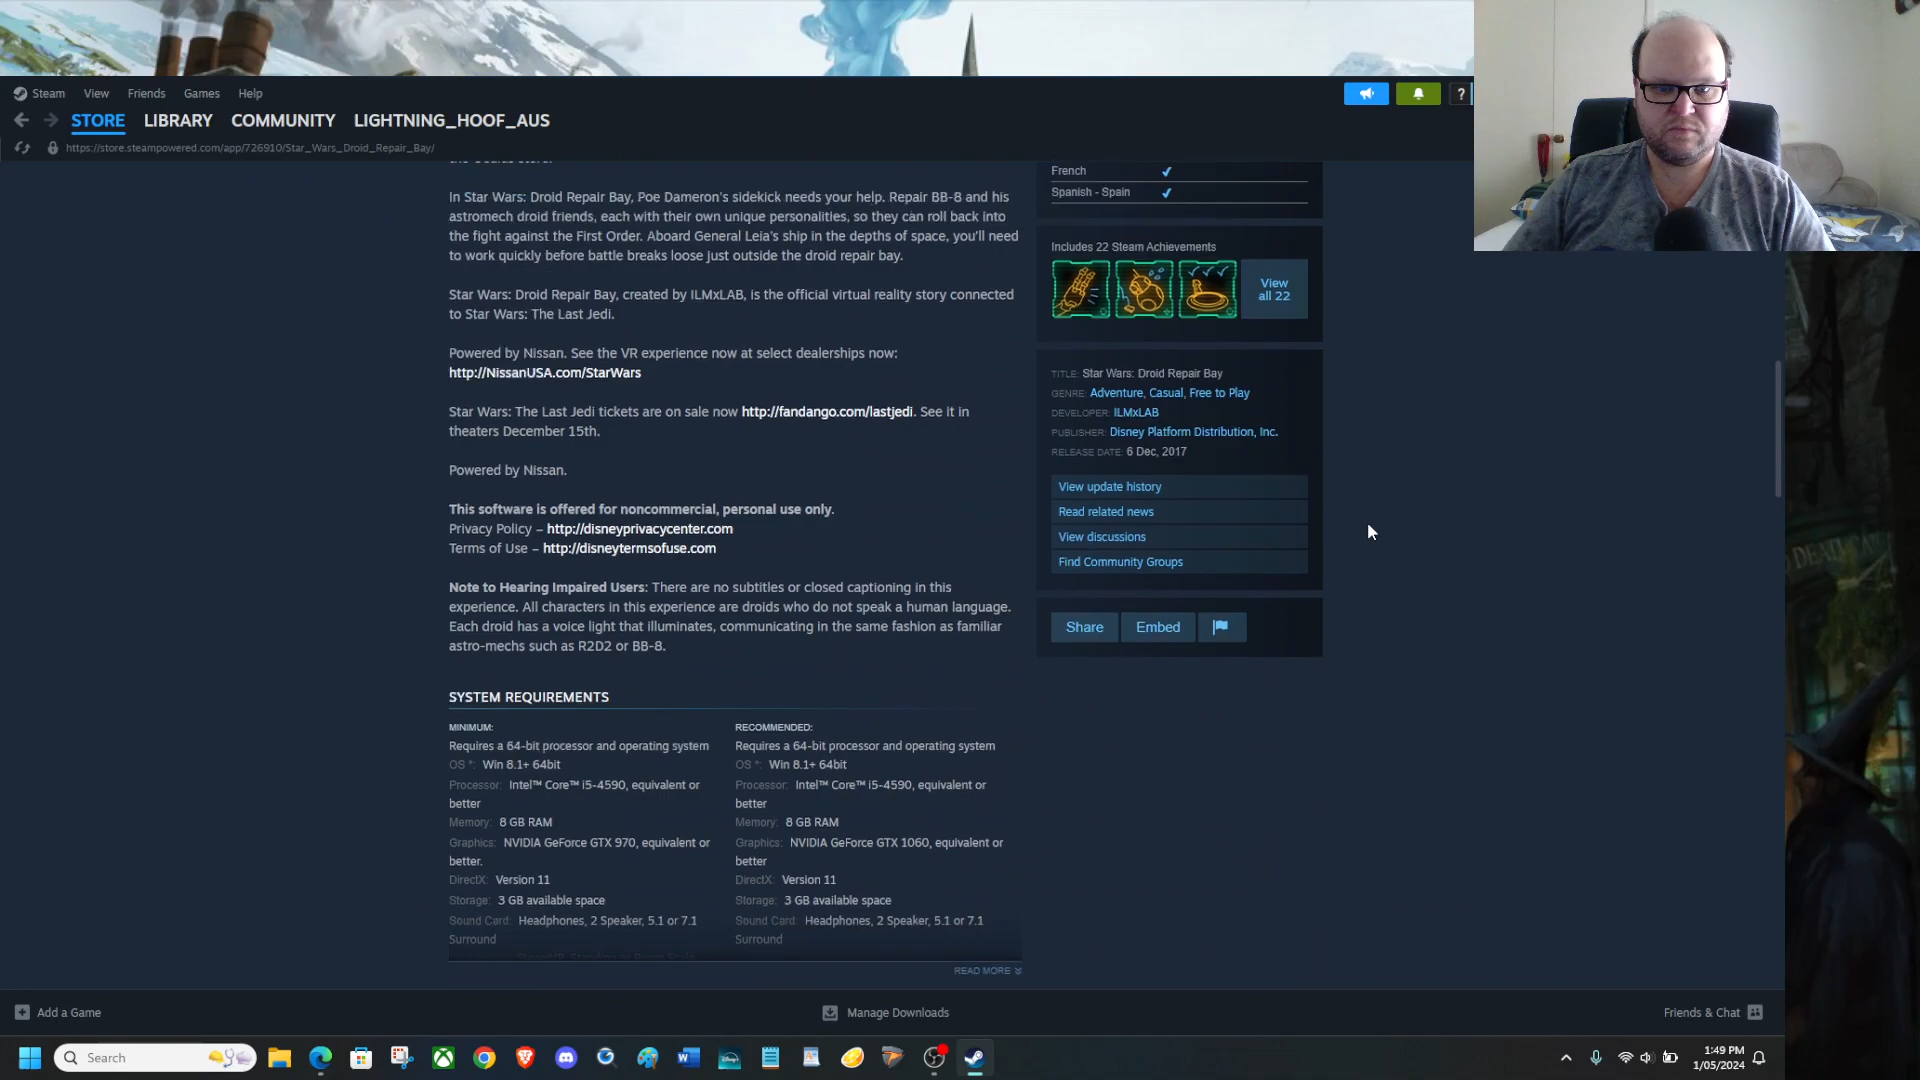 Steam View Friends Games Help
?
STORE LIBRARY COMMUNITY LIGHTNING_HOOF_AUS
https://store.steampowered.com/app/726910/Star_Wars_Droid_Repair_Bay/
French
Spanish - Spain
In Star Wars: Droid Repair Bay, Poe Dameron's sidekick needs your help. Repair BB-8 and his
astromech droid friends, each with their own unique personalities, so they can roll back into
the fight against the First Order. Aboard General Leia's ship in the depths of space, you'll need
to work quickly before battle breaks loose just outside the droid repair bay.
Star Wars: Droid Repair Bay, created by ILMxLAB, is the official virtual reality story connected
to Star Wars: The Last Jedi.
Powered by Nissan. See the VR experience now at select dealerships now:
http://NissanUSA.com/StarWars
Star Wars: The Last Jedi tickets are on sale now http://fandango.com/lastjedi. See it in
theaters December 15th.
Powered by Nissan.
This software is offered for noncommercial, personal use only.
Privacy Policy – http://disneyprivacycenter.com
Terms of Use – http://disneytermsofuse.com
Note to Hearing Impaired Users: There are no subtitles or closed captioning in this
experience. All characters in this experience are droids who do not speak a human language.
Each droid has a voice light that illuminates, communicating in the same fashion as familiar
astro-mechs such as R2D2 or BB-8.
Includes 22 Steam Achievements
View
all 22
TITLE: Star Wars: Droid Repair Bay
GENRE: Adventure, Casual, Free to Play
DEVELOPER: ILMxLAB
PUBLISHER: Disney Platform Distribution, Inc.
RELEASE DATE: 6 Dec, 2017
View update history
Read related news
View discussions
Find Community Groups
Share Embed
SYSTEM REQUIREMENTS
MINIMUM:
Requires a 64-bit processor and operating system
OS *: Win 8.1+ 64bit
Processor: Intel™ Core™ i5-4590, equivalent or
better
Memory: 8 GB RAM
Graphics: NVIDIA GeForce GTX 970, equivalent or
better.
DirectX: Version 11
Storage: 3 GB available space
Sound Card: Headphones, 2 Speaker, 5.1 or 7.1
Surround
RECOMMENDED:
Requires a 64-bit processor and operating system
OS *: Win 8.1+ 64bit
Processor: Intel™ Core™ i5-4590, equivalent or
better
Memory: 8 GB RAM
Graphics: NVIDIA GeForce GTX 1060, equivalent or
better
DirectX: Version 11
Storage: 3 GB available space
Sound Card: Headphones, 2 Speaker, 5.1 or 7.1
Surround
READ MORE
Add a Game
Manage Downloads
Friends & Chat
Search
1:49 PM
1/05/2024